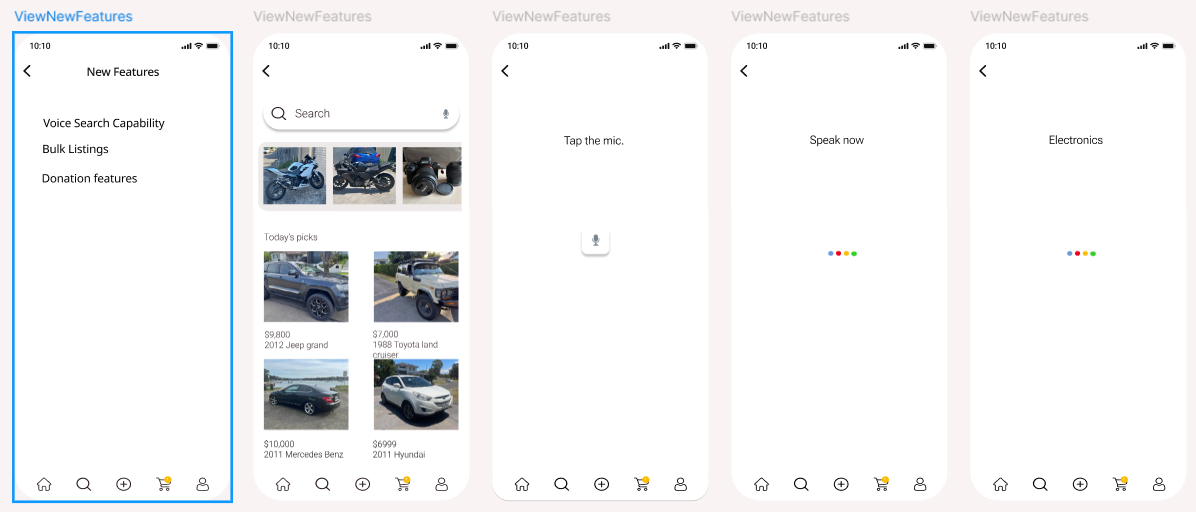 ViewNewFeatures
10:10
New Features
Voice Search Capability
Bulk Listings
Donation features
ViewNewFeatures
10:10
Search
Today's picks
$9,800
2012 Jeep grand
$7,000
1988 Toyota land
cruiser
$10,000
2011 Mercedes Benz
$6999
2011 Hyundai
ViewNewFeatures
10:10
Tap the mic.
ViewNewFeatures
10:10
Speak now
ViewNewFeatures
10:10
Electronics